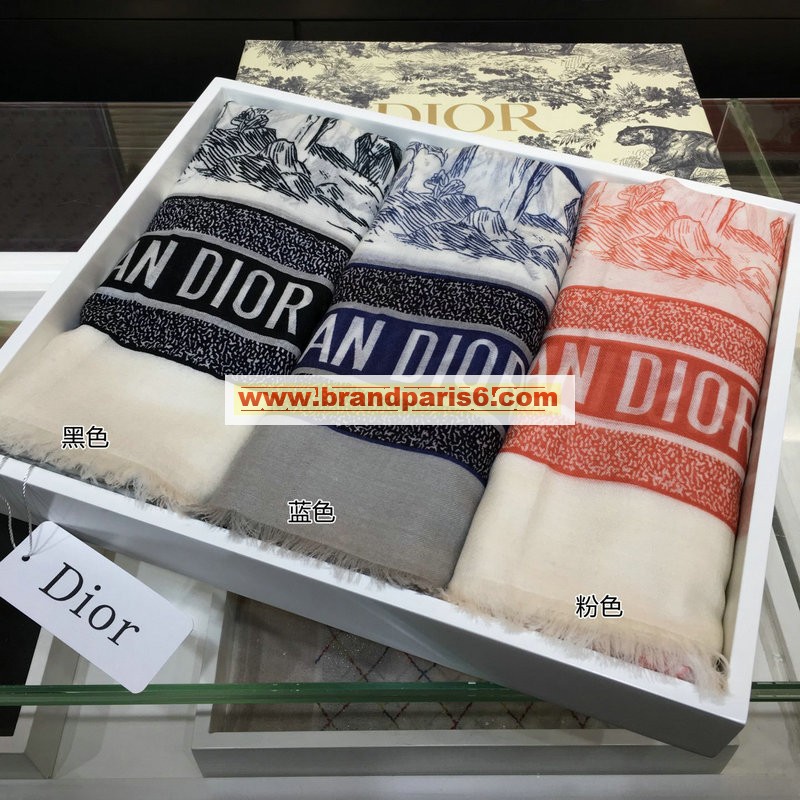 DIOR
AN DIOR
AN DIOR
AN DIOR
www.brandparis6.com
黑色
蓝色
粉色
Dior